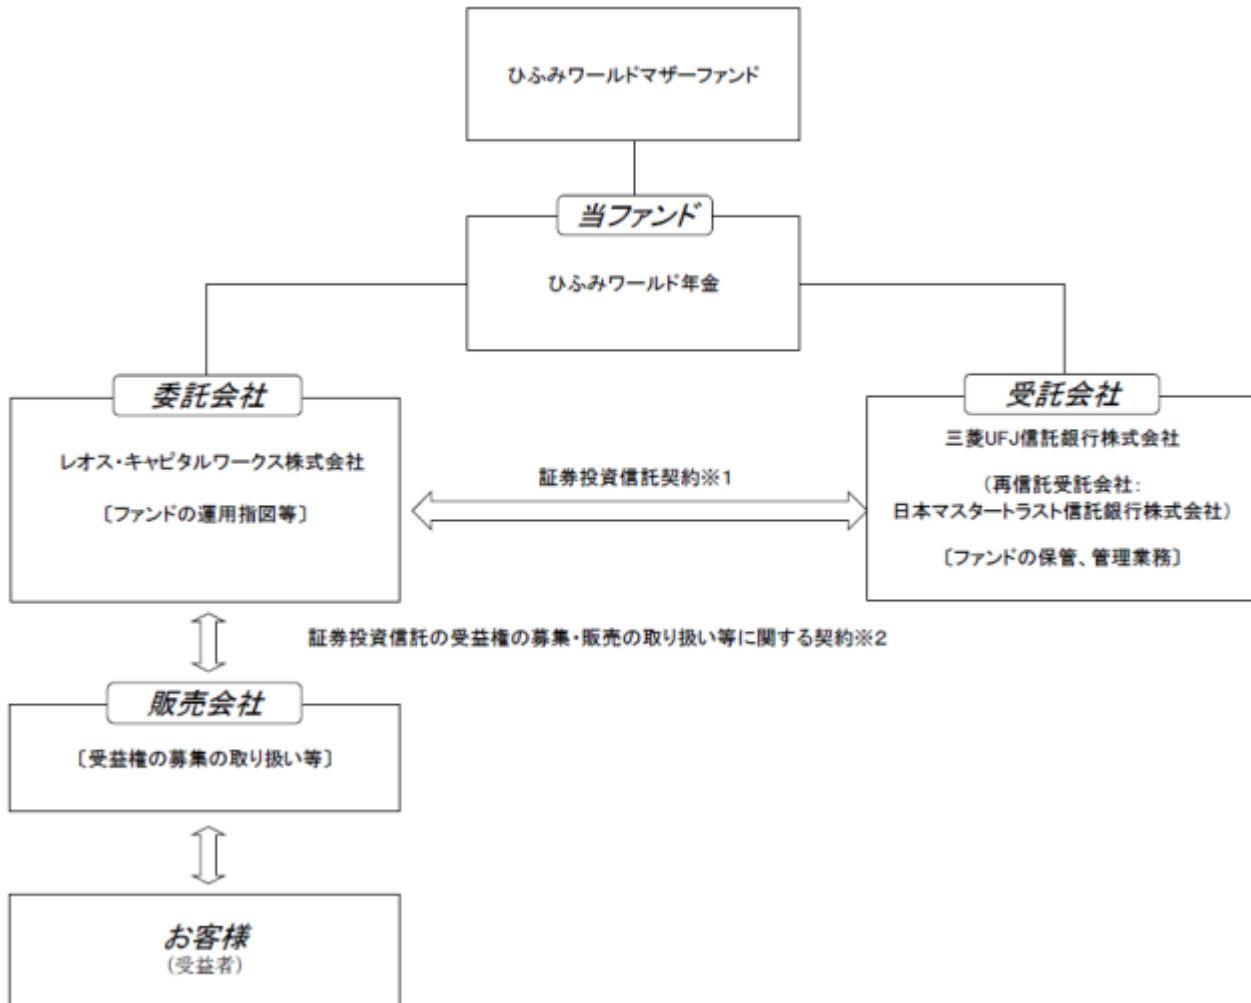 ひふみワールドマザーファンド
当ファンド
ひふみワールド年金
委託会社
レオス・キャピタルワークス株式会社
〔ファンドの運用指図等〕
証券投資信託契約※1
受託会社
三菱UFJ信託銀行株式会社
（再信託受託会社：
日本マスタートラスト信託銀行株式会社）
〔ファンドの保管、管理業務〕
証券投資信託の受益権の募集・販売の取り扱い等に関する契約※2
販売会社
〔受益権の募集の取り扱い等〕
お客様
（受益者）